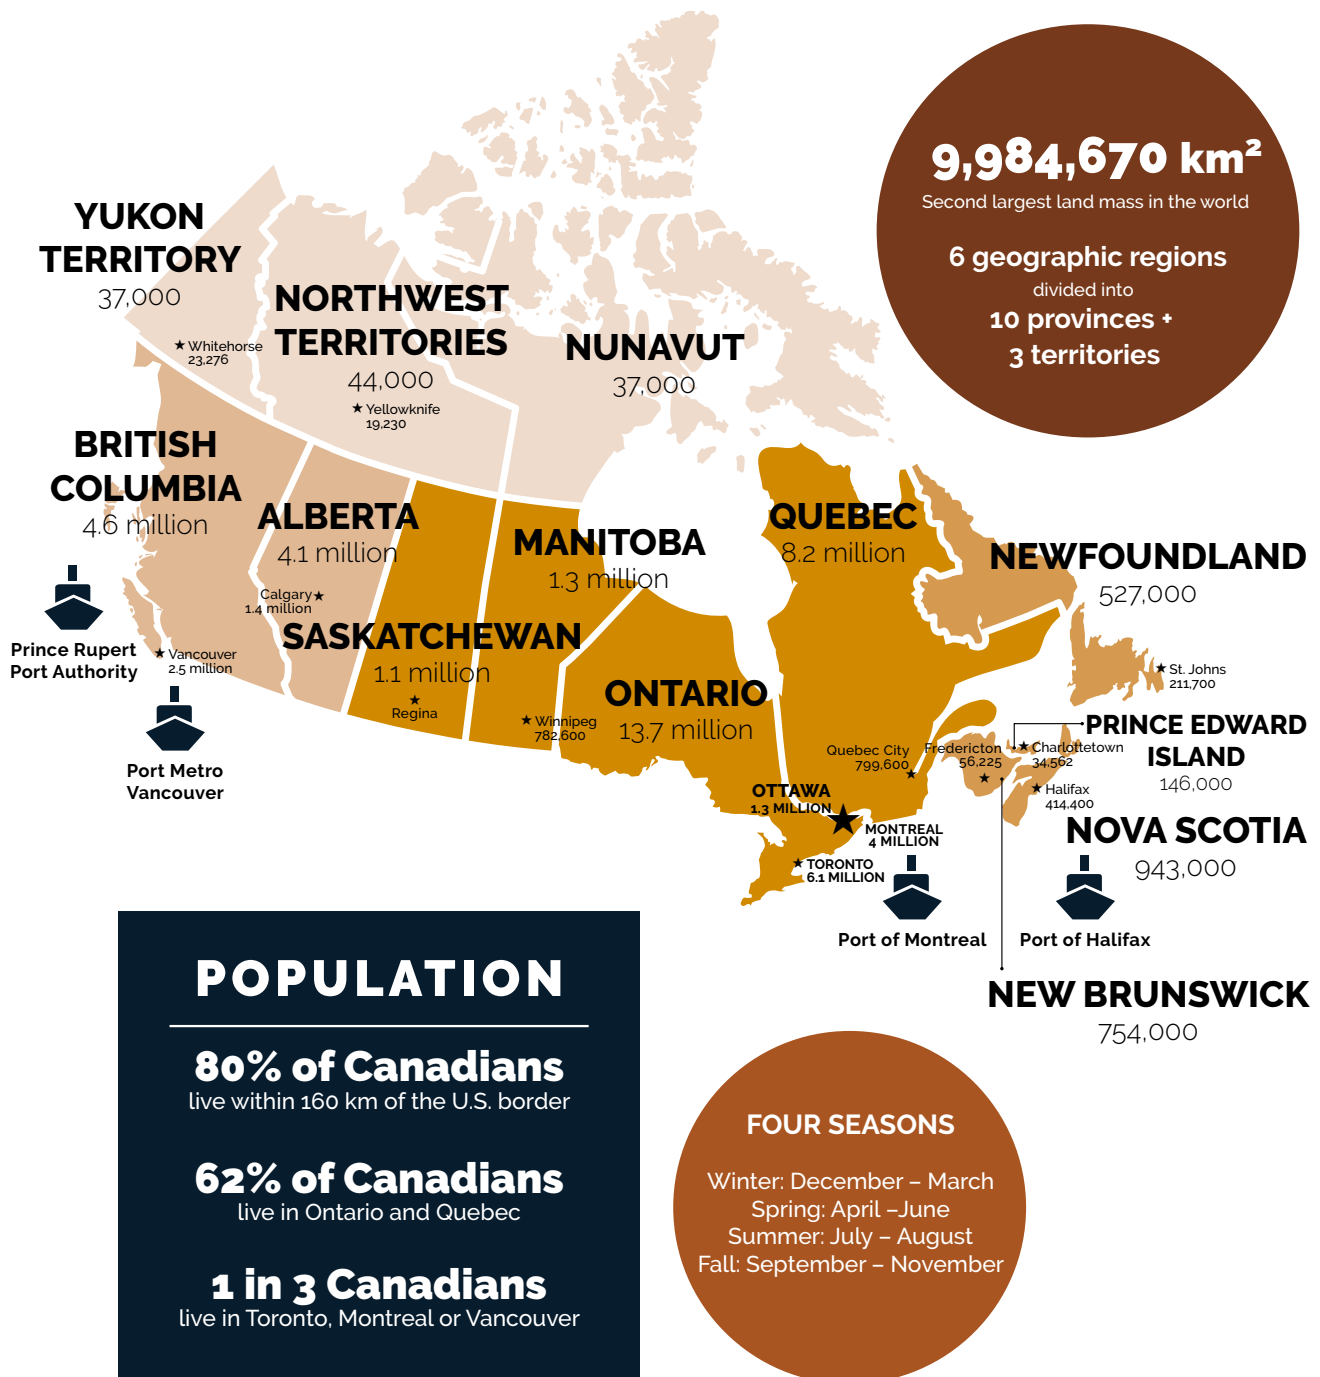 9,984,670 km²
Second largest land mass in the world
6 geographic regions
divided into
10 provinces +
3 territories
YUKON
TERRITORY
37,000
Whitehorse
23,276
NORTHWEST
TERRITORIES
44,000
Yellowknife
19,230
NUNAVUT
37,000
BRITISH
COLUMBIA
4.6 million
ALBERTA
4.1 million
Calgary
1.4 million
SASKATCHEWAN
1.1 million
Regina
MANITOBA
1.3 million
Winnipeg
782,600
ONTARIO
13.7 million
QUEBEC
8.2 million
NEWFOUNDLAND
527,000
St. Johns
211,700
Prince Rupert
Port Authority
Vancouver
2.5 million
Port Metro
Vancouver
Quebec City
799,600
Fredericton
56,225
Charlottetown
34,562
PRINCE EDWARD
ISLAND
146,000
Halifax
414,400
OTTAWA
1.3 MILLION
MONTREAL
4 MILLION
TORONTO
6.1 MILLION
NOVA SCOTIA
943,000
Port of Montreal
Port of Halifax
NEW BRUNSWICK
754,000
POPULATION
80% of Canadians
live within 160 km of the U.S. border
62% of Canadians
live in Ontario and Quebec
1 in 3 Canadians
live in Toronto, Montreal or Vancouver
FOUR SEASONS
Winter: December – March
Spring: April –June
Summer: July – August
Fall: September – November